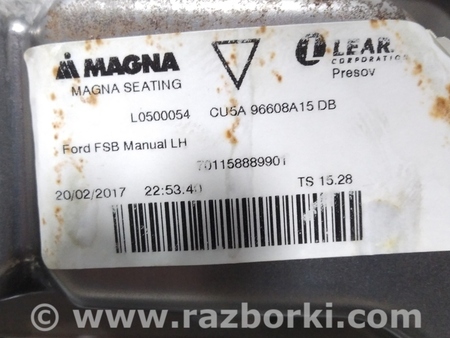 MAGNA
MAGNA SEATING
LEAR.
CORPORATION
Presov
L0500054 CU5A 96608A15 DB
Ford FSB Manual LH
701158889901
20/02/2017 22:53.40 TS 15.28
© www.razborki.com